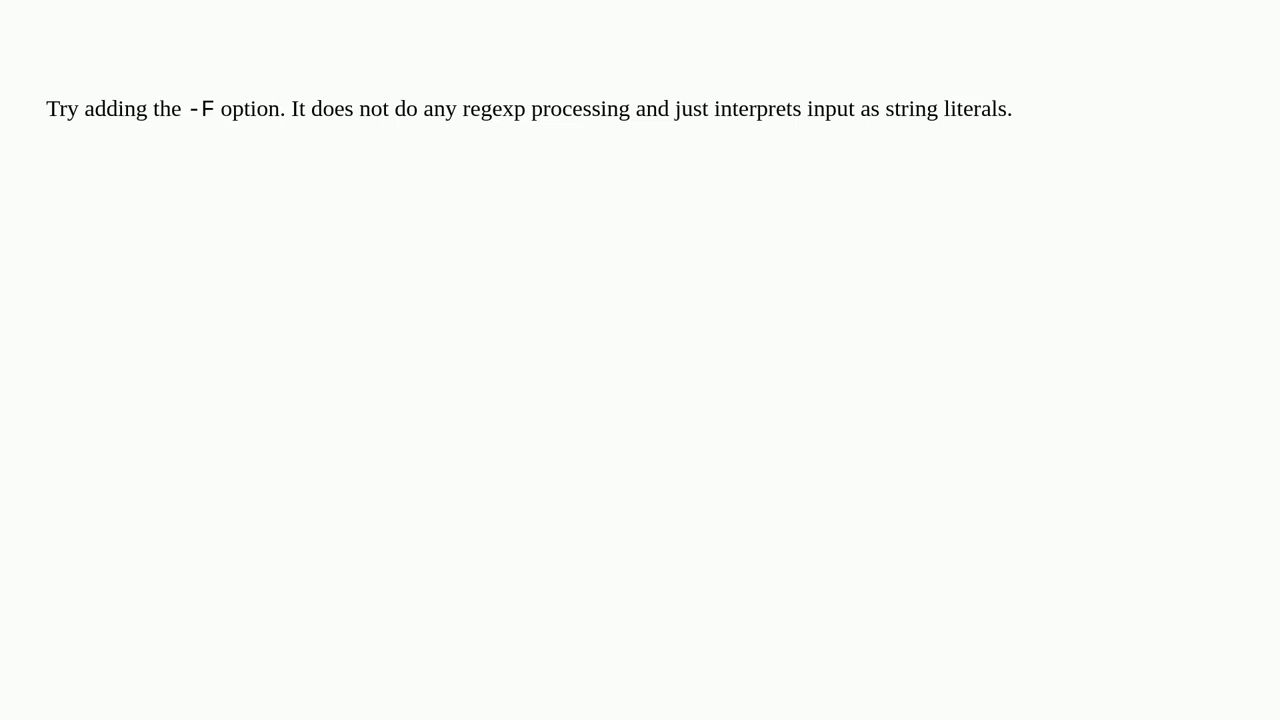 Try adding the -F option. It does not do any regexp processing and just interprets input as string literals.